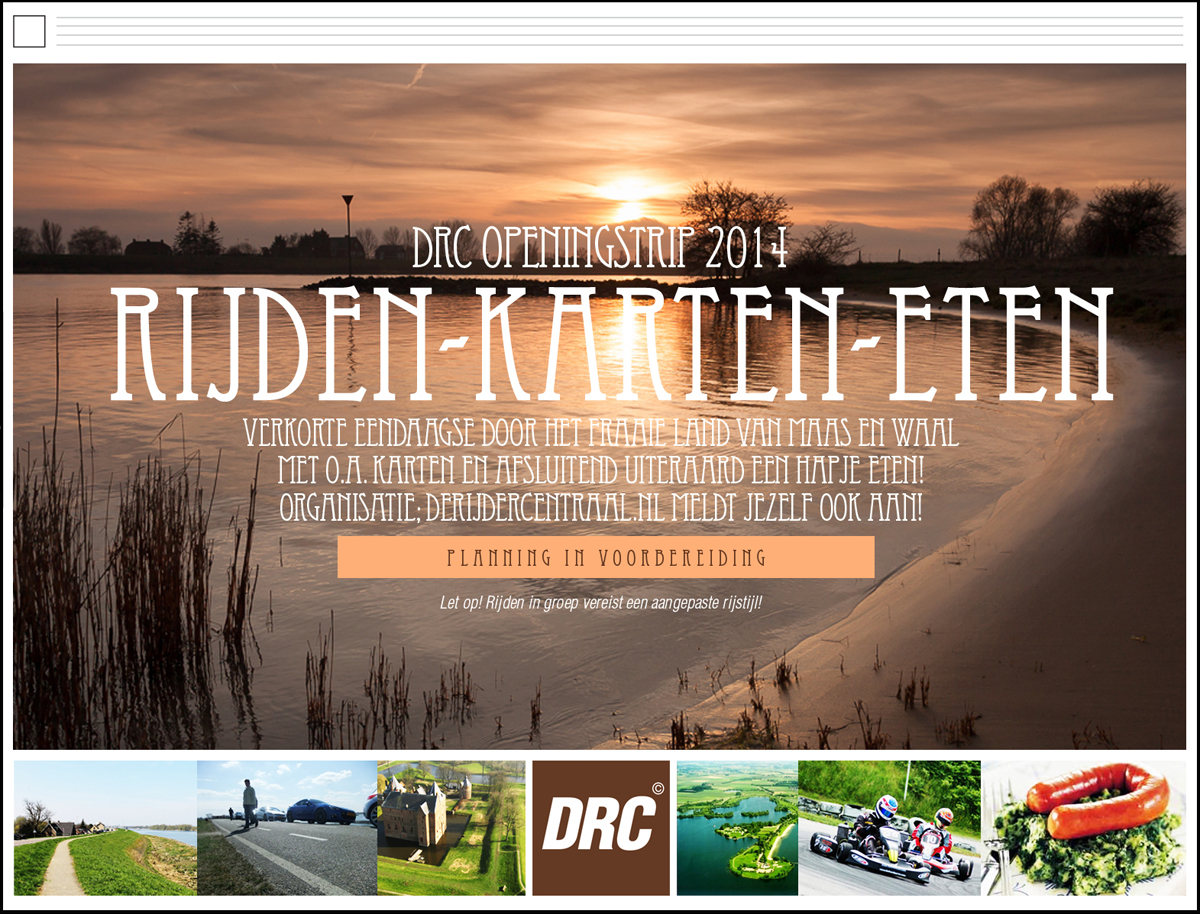 DRC OPENINGSTRIP 2014
RIJDEN-KARTEN-ETEN
VERKORTE EENDAAGSE DOOR HET FRAAIE LAND VAN MAAS EN WAAL
MET O.A. KARTEN EN AFSLUITEND UITERAARD EEN HAPJE ETEN!
ORGANISATIE; DERIJDERCENTRAAL.NL MELDT JEZELF OOK AAN!
PLANNING IN VOORBEREIDING
Let op! Rijden in groep vereist een aangepaste rijstijl!
DRC©